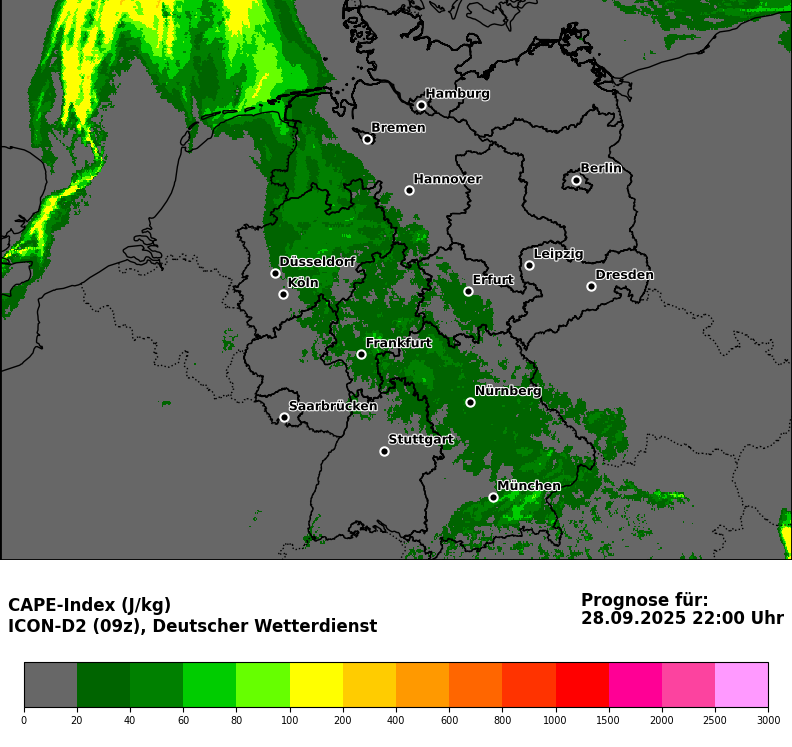 Hamburg
Bremen
Hannover
Berlin
Düsseldorf
Köln
Leipzig
Erfurt
Dresden
Frankfurt
Nürnberg
Saarbrücken
Stuttgart
München
CAPE-Index (J/kg)
ICON-D2 (09z), Deutscher Wetterdienst
Prognose für:
28.09.2025 22:00 Uhr
0 20 40 60 80 100 200 400 600 800 1000 1500 2000 2500 3000